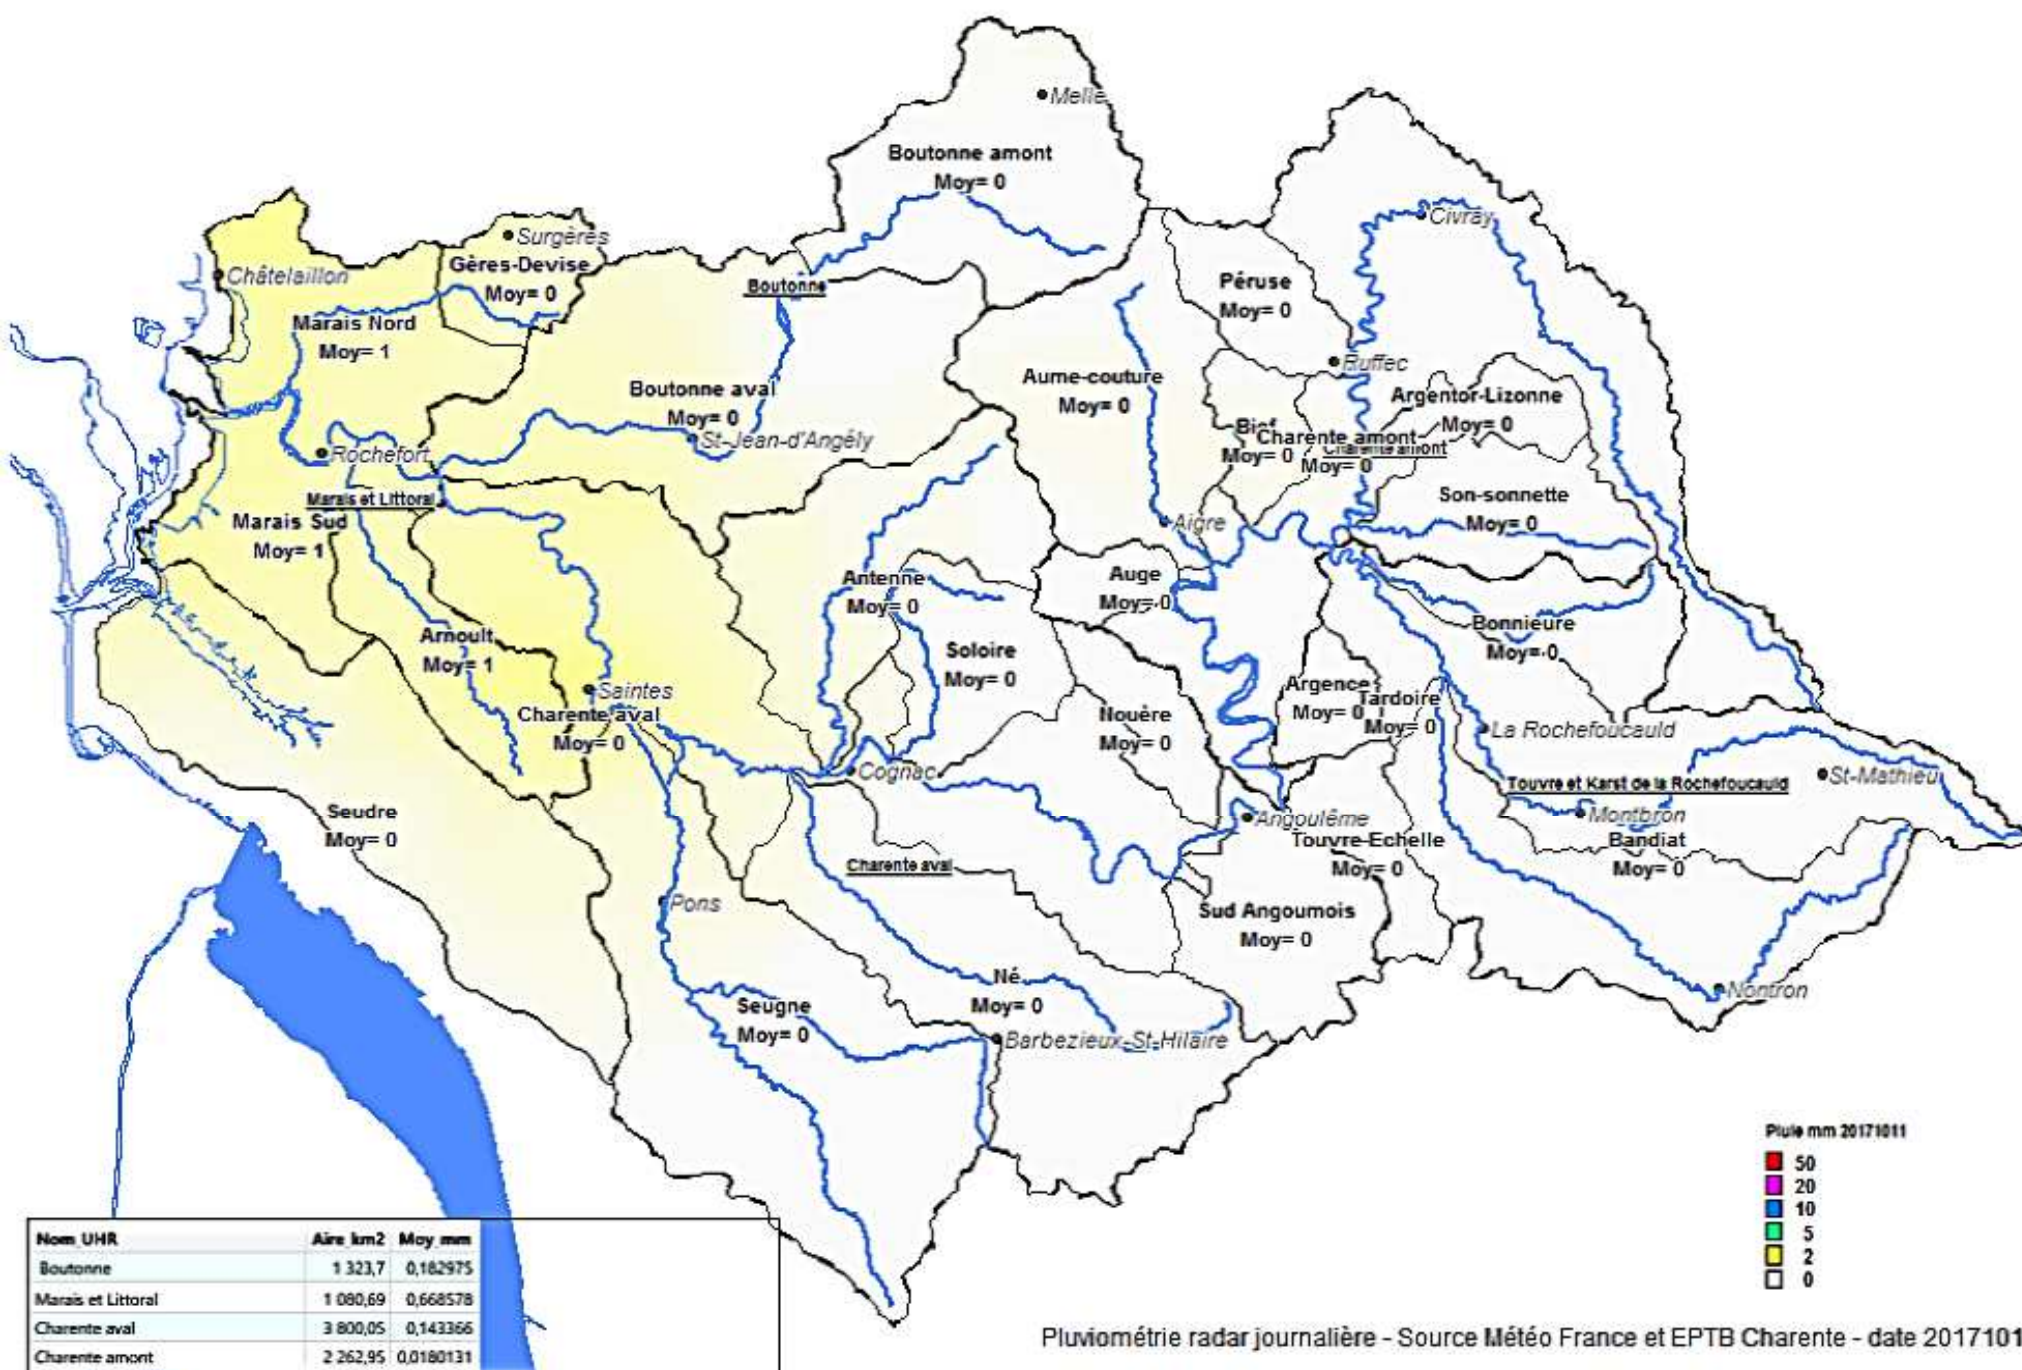 Melle
Boutonne amont
Moy= 0
Civray
Surgères
Gères-Devise
Moy= 0
Châtelaillon
Boutonne
Péruse
Moy= 0
Marais Nord
Moy= 1
Ruffec
Boutonne aval
Moy= 0
Aume-couture
Moy= 0
Argentor-Lizonne
Moy= 0
St-Jean-d'Angély
Bief
Moy= 0
Charente amont
Charente amont
Moy= 0
Rochefort
Marais et Littoral
Son-sonnette
Moy= 0
Marais Sud
Moy= 1
Aigre
Antenne
Moy= 0
Auge
Moy= 0
Bonnieure
Moy= 0
Arnoult
Moy= 1
Soloire
Moy= 0
Saintes
Argence
Moy= 0
Tardoire
Moy= 0
Charente aval
Moy= 0
Nouère
Moy= 0
La Rochefoucauld
Cognac
St-Mathieu
Touvre et Karst de la Rochefoucauld
Seudre
Moy= 0
Angoulême
Montbron
Touvre-Echelle
Moy= 0
Bandiat
Moy= 0
Charente aval
Pons
Sud Angoumois
Moy= 0
Né
Moy= 0
Nontron
Seugne
Moy= 0
Barbezieux-St-Hilaire
Pluie mm 20171011
50
20
10
5
2
0
Nom_UHR Aire_km2 Moy_mm
Boutonne 1 323,7 0,182975
Marais et Littoral 1 080,69 0,668578
Charente aval 3 800,05 0,143366
Charente amont 2 262,95 0,0180131
Pluviométrie radar journalière - Source Météo France et EPTB Charente - date 2017101